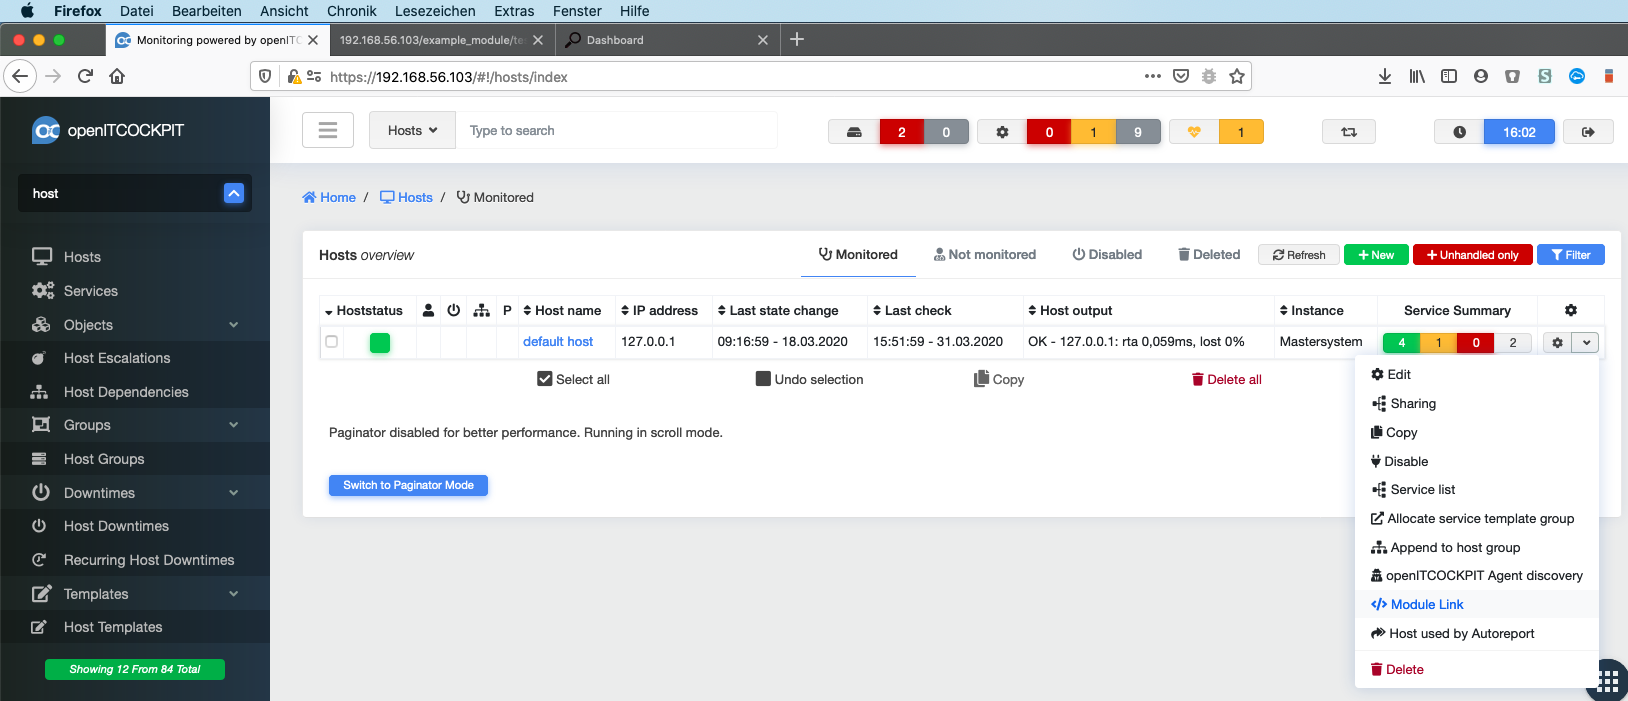 Firefox Datei Bearbeiten Ansicht Chronik Lesezeichen Extras Fenster Hilfe
Monitoring powered by openITC
192.168.56.103/example_module/te
Dashboard
https://192.168.56.103/#!/hosts/index
openITCOCKPIT
Hosts
Type to search
2 0
0 1 9
1
16:02
host
Home / Hosts / Monitored
Hosts
Services
Objects
Host Escalations
Host Dependencies
Groups
Host Groups
Downtimes
Host Downtimes
Recurring Host Downtimes
Templates
Host Templates
Showing 12 From 84 Total
Hosts overview
Monitored Not monitored Disabled Deleted Refresh New Unhandled only Filter
Hoststatus P Host name IP address Last state change Last check Host output Instance Service Summary
default host 127.0.0.1 09:16:59 - 18.03.2020 15:51:59 - 31.03.2020 OK - 127.0.0.1: rta 0,059ms, lost 0% Mastersystem 4 1 0 2
Select all Undo selection Copy Delete all
Paginator disabled for better performance. Running in scroll mode.
Switch to Paginator Mode
Edit
Sharing
Copy
Disable
Service list
Allocate service template group
Append to host group
openITCOCKPIT Agent discovery
Module Link
Host used by Autoreport
Delete